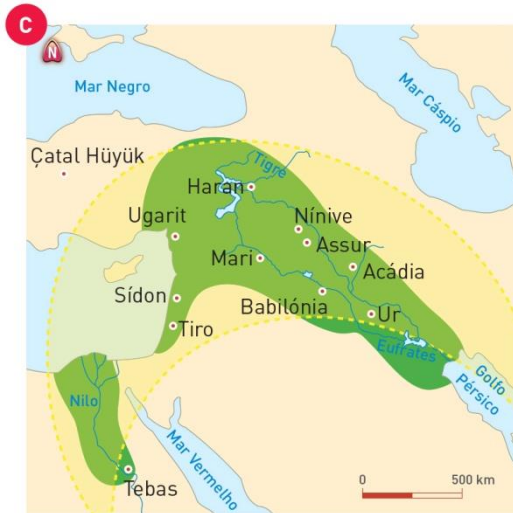 C
N
Mar Negro
Mar Cáspio
Çatal Hüyük
Tigre
Haran
Ugarit
Nínive
Assur
Mari
Acádia
Sídon
Babilónia
Ur
Tiro
Eufrates
Golfo
Pérsico
Nilo
Mar Vermelho
Tebas
0 500 km